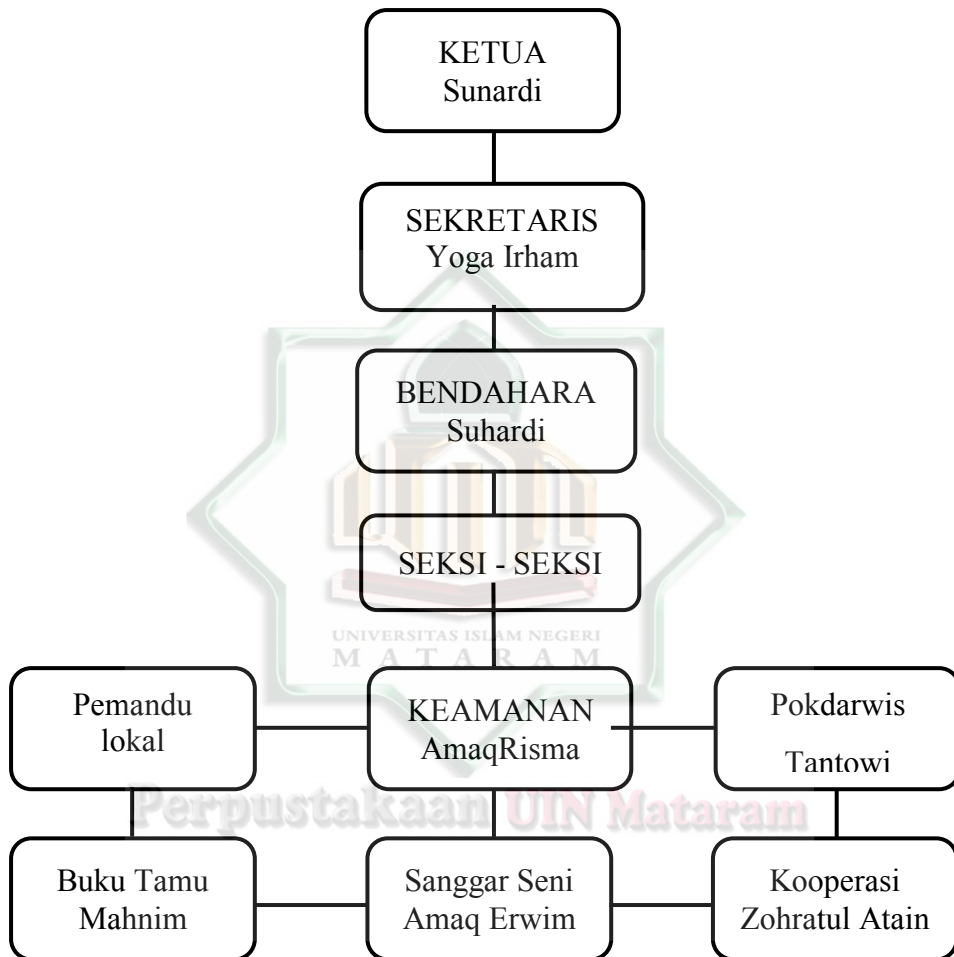 KETUA
Sunardi
SEKRETARIS
Yoga Irham
BENDAHARA
Suhardi
SEKSI - SEKSI
UNIVERSITAS ISLAM NEGERI
MATARAM
Pemandu
lokal
KEAMANAN
AmaqRisma
Pokdarwis
Tantowi
Perpustakaan UIN Mataram
Buku Tamu
Mahnim
Sanggar Seni
Amaq Erwim
Kooperasi
Zohratul Atain